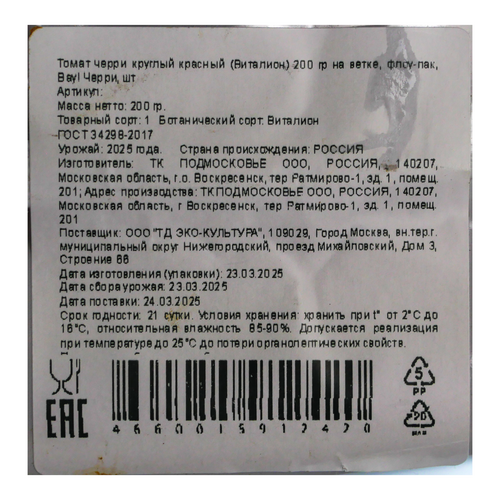 Томат черри круглый красный (Виталион) 200 гр на ветке, флоу-пак,
Bay! Черри, шт
Артикул:
Масса нетто: 200 гр.
Товарный сорт: 1 Ботанический сорт: Виталион
ГОСТ 34298-2017
Урожай: 2025 года. Страна происхождения: РОССИЯ
Изготовитель: ТК ПОДМОСКОВЬЕ ООО, РОССИЯ, 140207,
Московская область, г.о. Воскресенск, тер Ратмирово-1, зд. 1, помещ.
201; Адрес производства: ТК ПОДМОСКОВЬЕ ООО, РОССИЯ, 140207,
Московская область, г Воскресенск, тер Ратмирово-1, зд. 1, помещ.
201
Поставщик: ООО "ТД ЭКО-КУЛЬТУРА", 109029, Город Москва, вн.тер.г.
муниципальный округ Нижегородский, проезд Михайловский, Дом 3,
Строение 66
Дата изготовления (упаковки): 23.03.2025
Дата сбора урожая: 23.03.2025
Дата поставки: 24.03.2025
Срок годности: 21 сутки. Условия хранения: хранить при t° от 2°C до
16°C, относительная влажность 85-90%. Допускается реализация
при температуре до 25°C до потери органолептических свойств.
EAC
4660015912420
5
PP